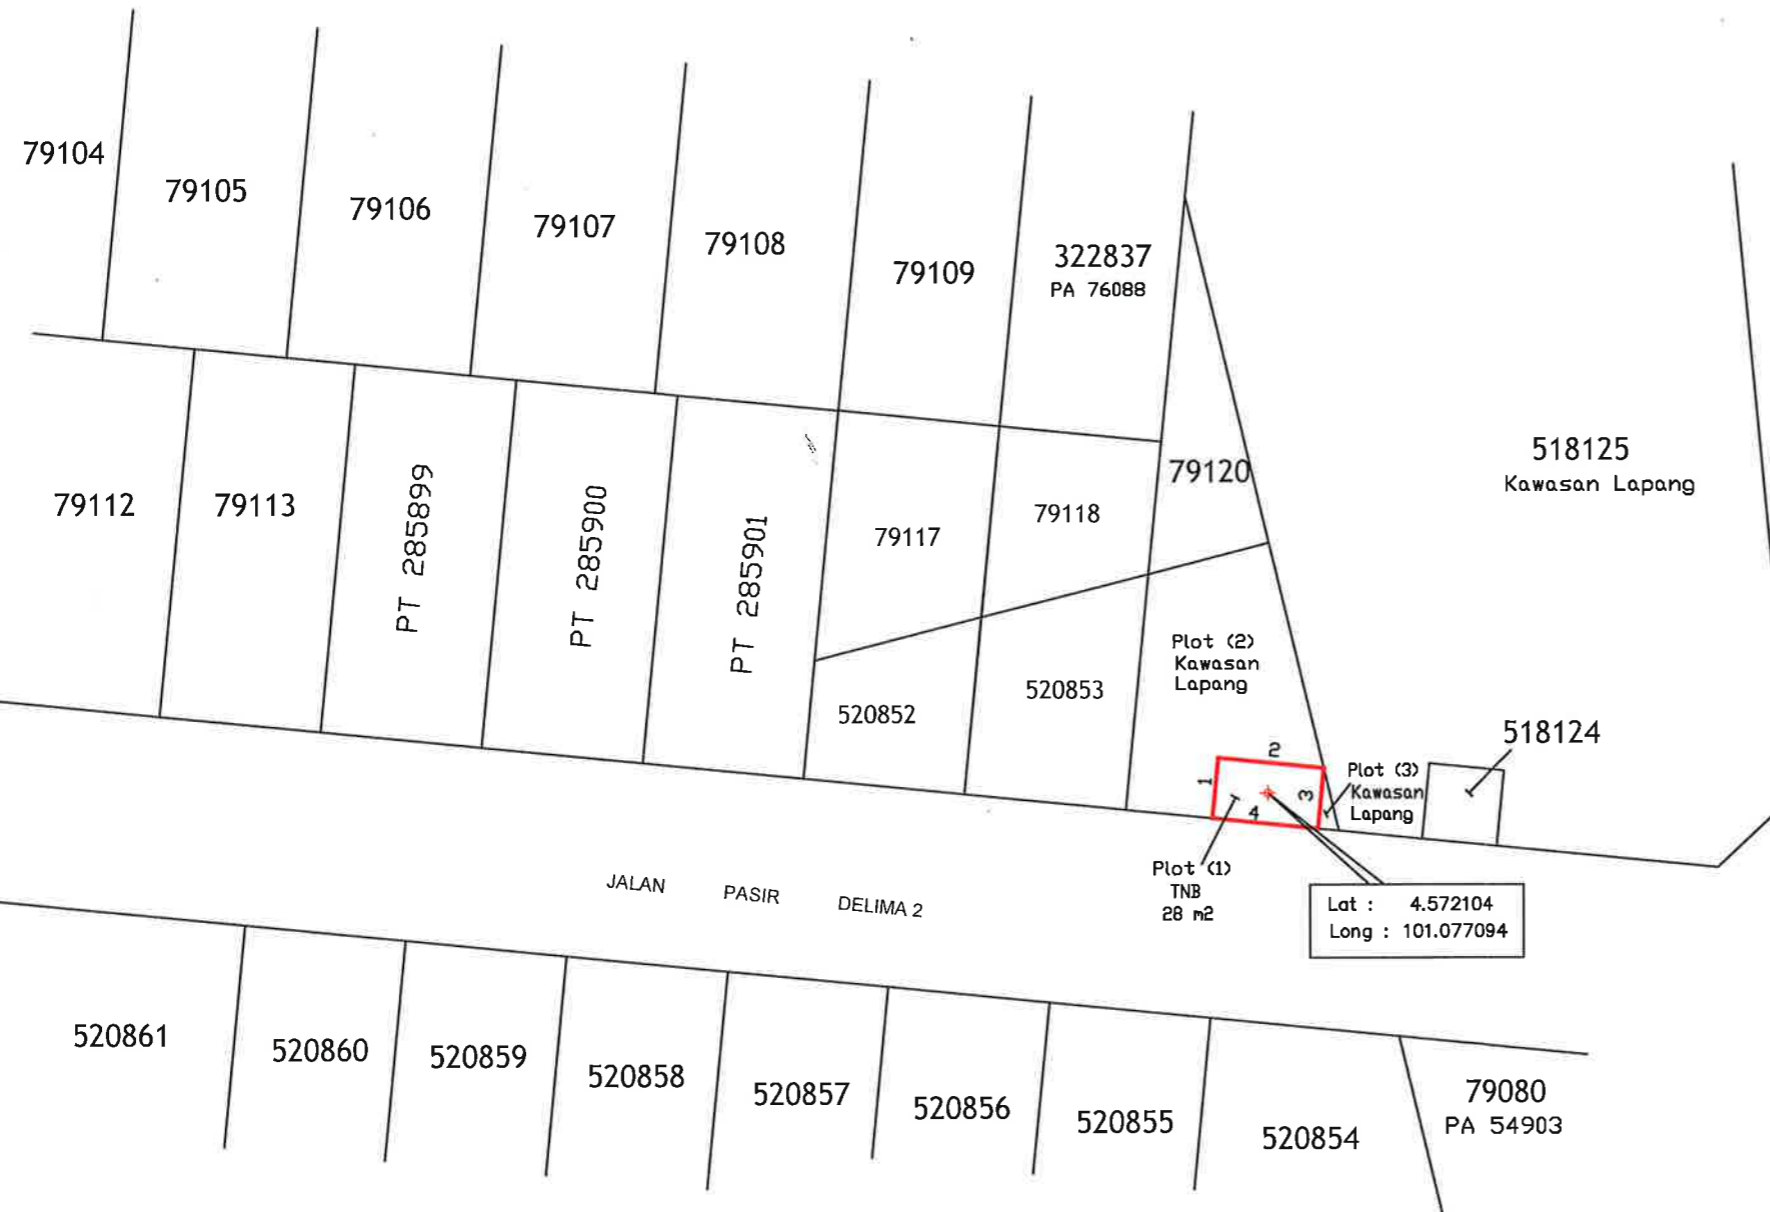 79104
79105
79106
79107
79108
79109
322837
PA 76088
518125
Kawasan Lapang
79112
79113
PT 285899
PT 285900
PT 285901
79117
79118
79120
520852
520853
Plot (2)
Kawasan
Lapang
518124
1
2
3
4
Plot (3)
Kawasan
Lapang
Plot (1)
TNB
28 m2
Lat : 4.572104
Long : 101.077094
JALAN PASIR DELIMA 2
520861
520860
520859
520858
520857
520856
520855
520854
79080
PA 54903